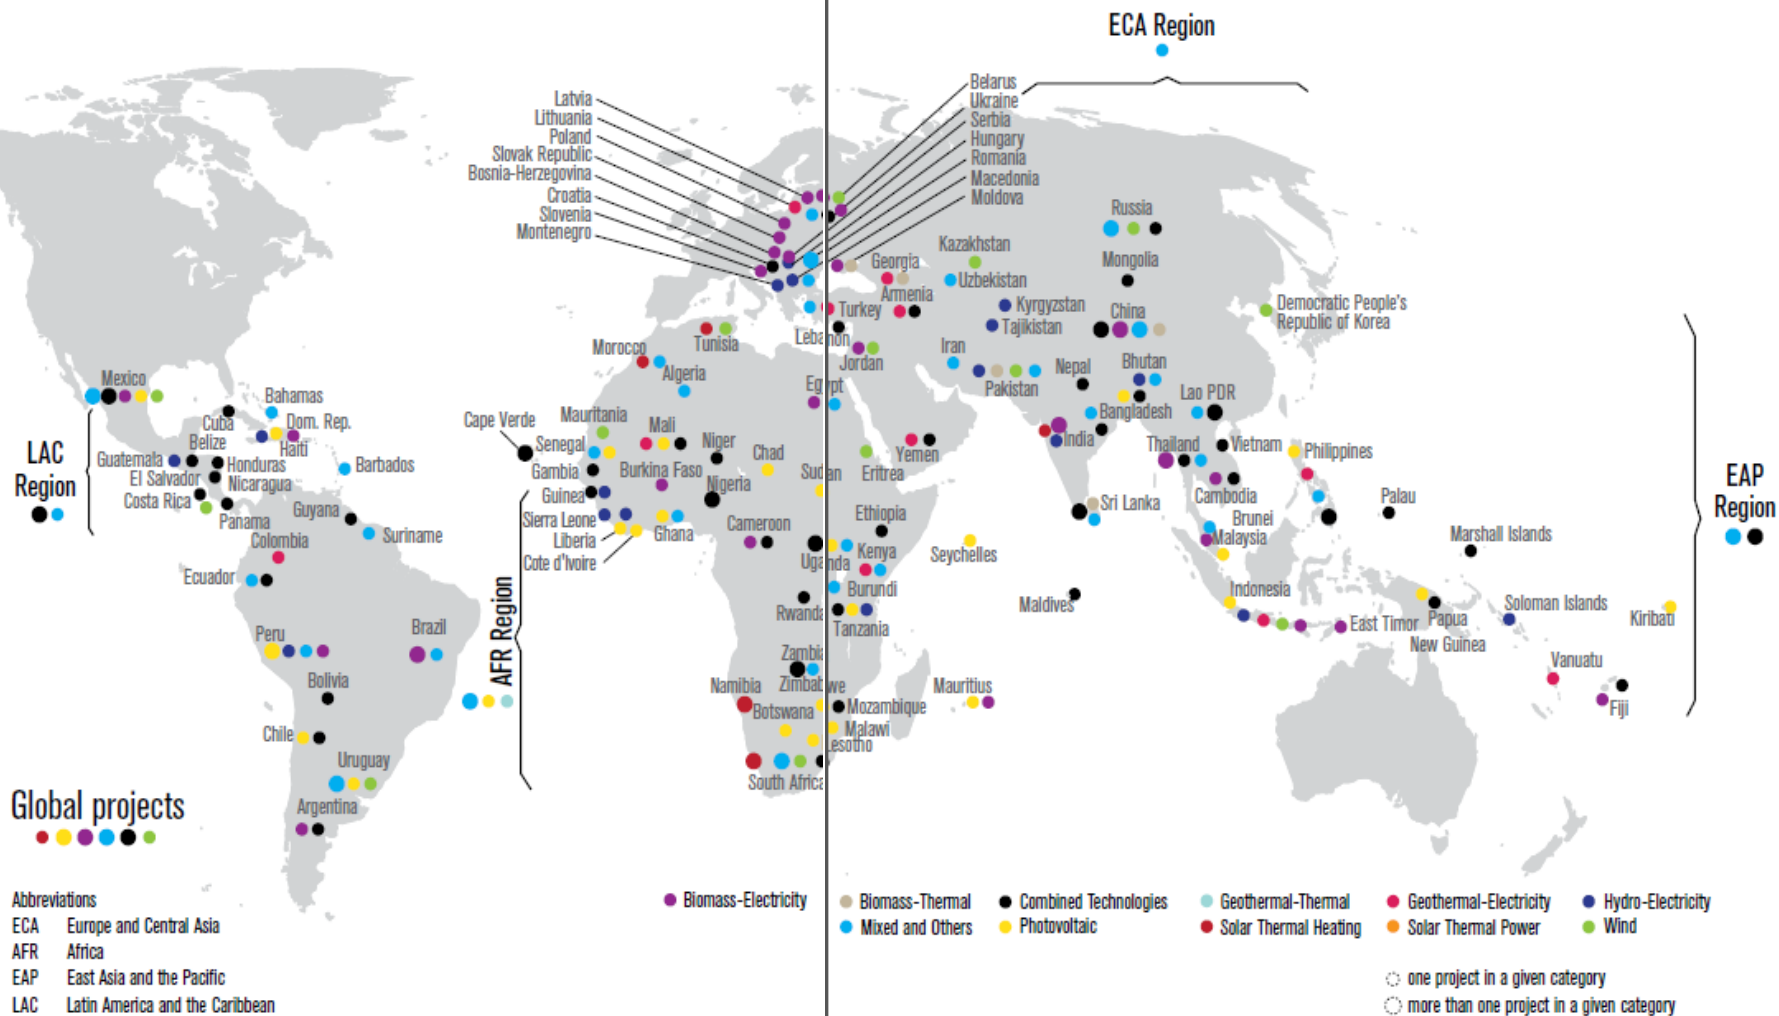 ECA Region
Latvia
Lithuania
Poland
Slovak Republic
Bosnia-Herzegovina
Croatia
Slovenia
Montenegro
Belarus
Ukraine
Serbia
Hungary
Romania
Macedonia
Moldova
Russia
Kazakhstan
Mongolia
Georgia
Uzbekistan
Armenia
Kyrgyzstan
China
Democratic People's
Republic of Korea
Turkey
Tajikistan
Lebanon
Tunisia
Morocco
Jordan
Iran
Nepal
Bhutan
Algeria
Mexico
Egypt
Pakistan
Lao PDR
Bahamas
Cuba
Dom. Rep.
Haiti
Belize
Cape Verde
Mauritania
Mali
Niger
Bangladesh
India
Thailand
Vietnam
Philippines
LAC
Region
Guatemala
Honduras
El Salvador
Nicaragua
Costa Rica
Panama
Barbados
Senegal
Gambia
Burkina Faso
Chad
Sudan
Eritrea
Yemen
Guinea
Nigeria
Cambodia
Sri Lanka
Palau
EAP
Region
Guyana
Suriname
Colombia
Sierra Leone
Liberia
Cote d'Ivoire
Ghana
Cameroon
Ethiopia
Brunei
Malaysia
Marshall Islands
Uganda
Kenya
Seychelles
Ecuador
Burundi
Maldives
Indonesia
Rwanda
Tanzania
East Timor
Papua
New Guinea
Soloman Islands
Kiribati
Peru
Brazil
AFR Region
Zambia
Vanuatu
Bolivia
Namibia
Zimbabwe
Mauritius
Mozambique
Botswana
Malawi
Lesotho
Fiji
Chile
Uruguay
South Africa
Argentina
Global projects
Abbreviations
ECA Europe and Central Asia
AFR Africa
EAP East Asia and the Pacific
LAC Latin America and the Caribbean
Biomass-Electricity
Biomass-Thermal
Combined Technologies
Geothermal-Thermal
Geothermal-Electricity
Hydro-Electricity
Mixed and Others
Photovoltaic
Solar Thermal Heating
Solar Thermal Power
Wind
one project in a given category
more than one project in a given category